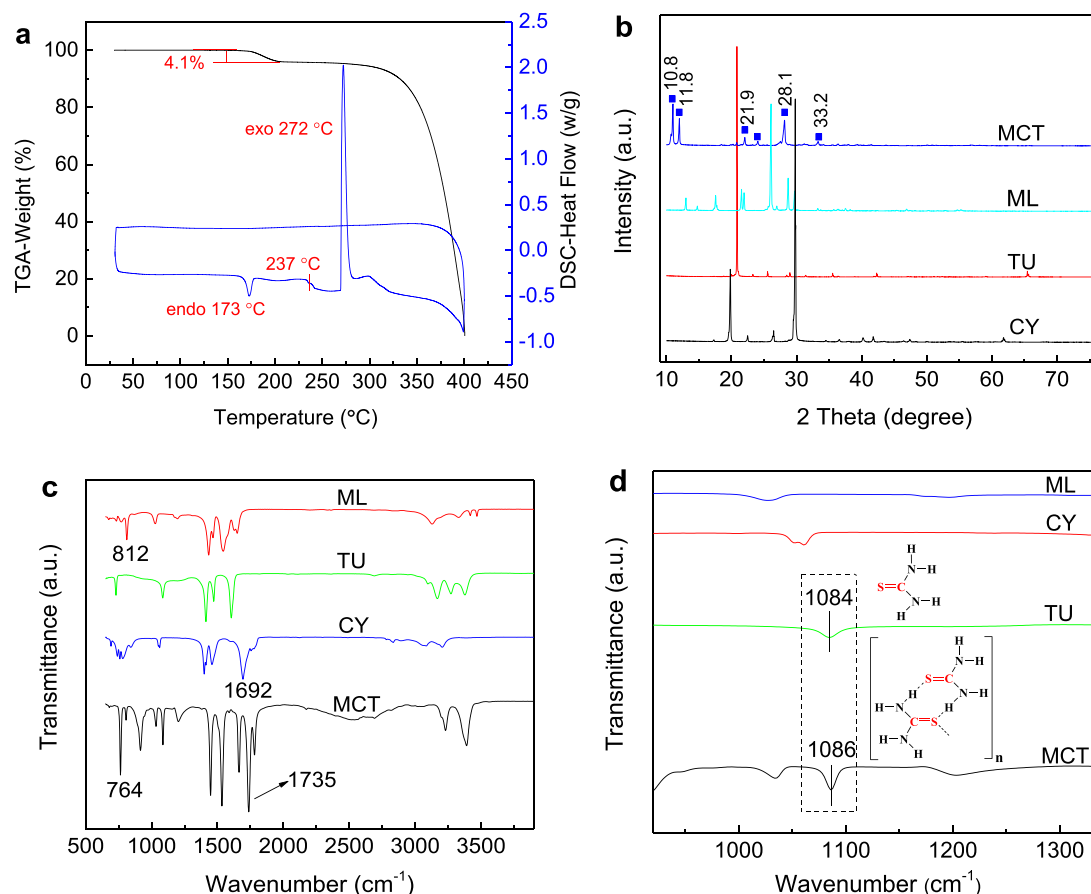 a
TGA-Weight (%)
100
80
60
40
20
0
4.1%
exo 272 °C
237 °C
endo 173 °C
0
50
100
150
200
250
300
350
400
450
Temperature (°C)
2.5
2.0
1.5
1.0
0.5
0.0
-0.5
-1.0
DSC-Heat Flow (w/g)
b
Intensity (a.u.)
10.8
11.8
21.9
28.1
33.2
MCT
ML
TU
CY
10
20
30
40
50
60
70
2 Theta (degree)
c
Transmittance (a.u.)
ML
812
TU
CY
1692
MCT
764
1735
500
1000
1500
2000
2500
3000
3500
Wavenumber (cm-1)
d
Transmittance (a.u.)
ML
CY
H
N-H
S=C
N-H
H
1084
TU
H
N-H
S=C
H
N-H
N
H
C=S
H-N
N-H
H
n
1086
MCT
1000
1100
1200
1300
Wavenumber (cm-1)